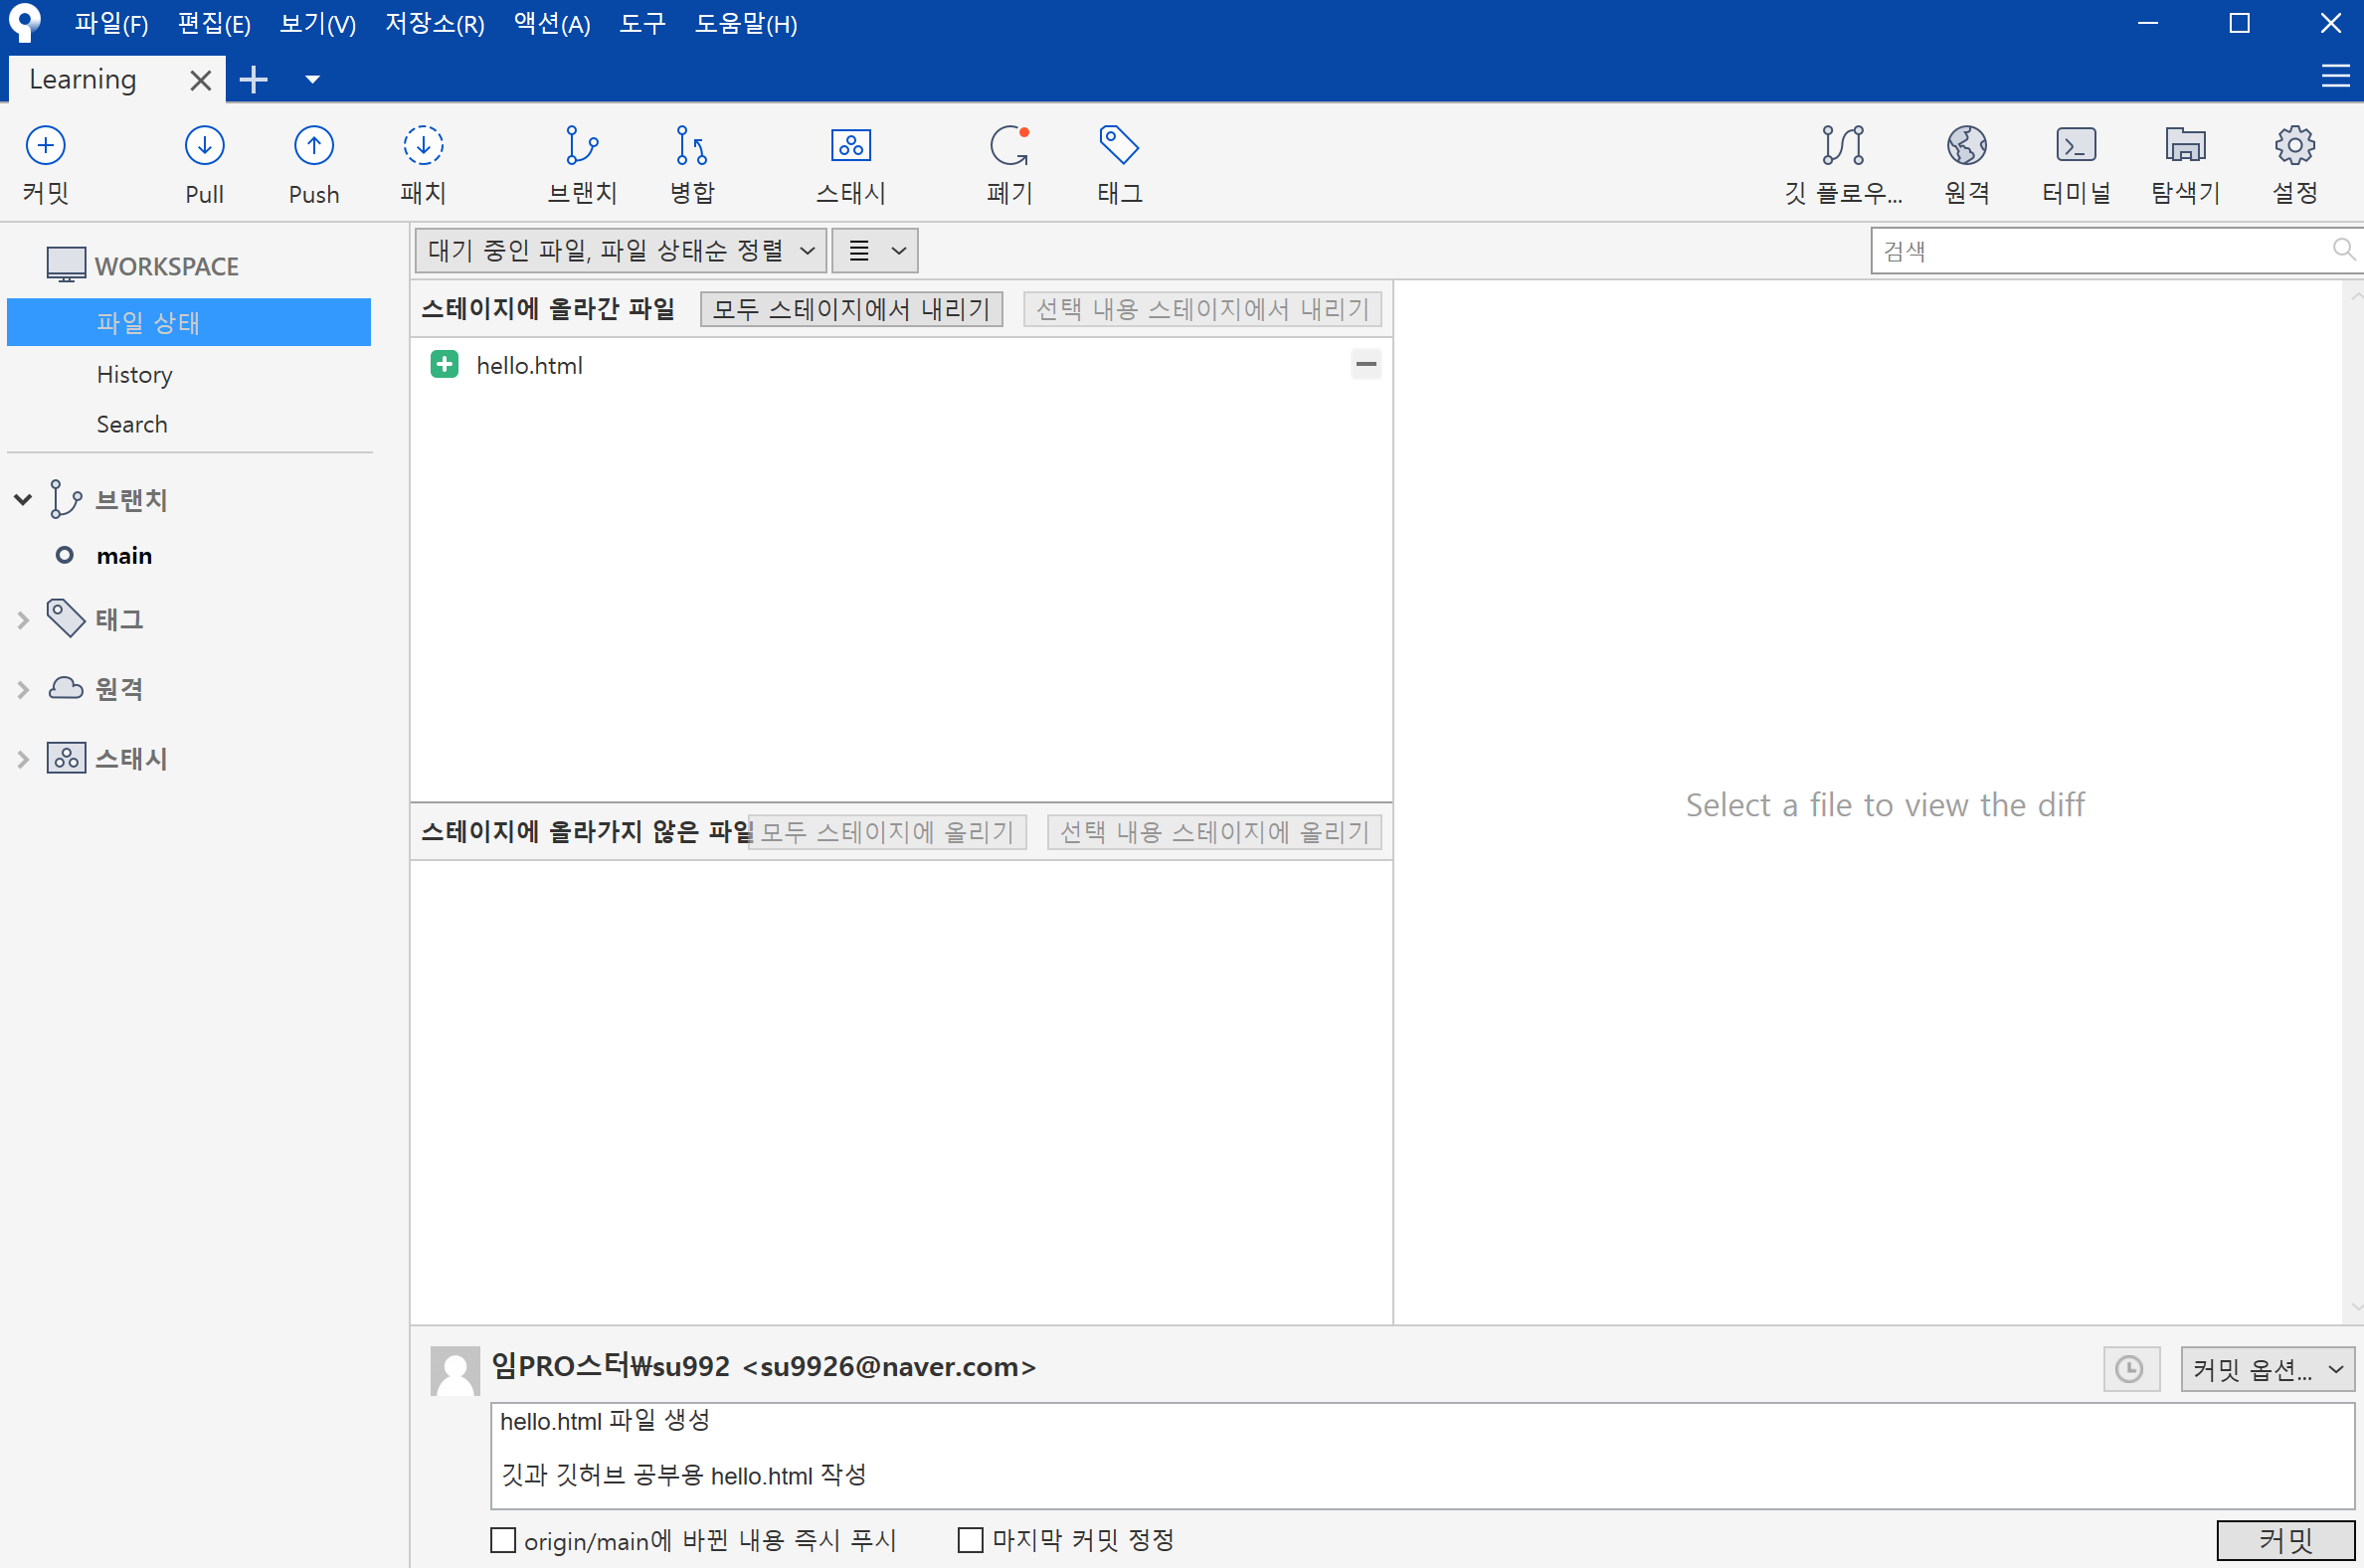 파일(F) 편집(E) 보기(V) 저장소(R) 액션(A) 도구 도움말(H)
Learning
커밋 Pull Push 패치 브랜치 병합 스태시 폐기 태그 깃 플로우... 원격 터미널 탐색기 설정
WORKSPACE
파일 상태
History
Search
브랜치
main
태그
원격
스태시
대기 중인 파일, 파일 상태순 정렬
검색
스테이지에 올라간 파일 모두 스테이지에서 내리기 선택 내용 스테이지에서 내리기
hello.html
스테이지에 올라가지 않은 파일 모두 스테이지에 올리기 선택 내용 스테이지에 올리기
Select a file to view the diff
임PRO스터₩su992 <su9926@naver.com>
커밋 옵션...
hello.html 파일 생성
깃과 깃허브 공부용 hello.html 작성
origin/main에 바뀐 내용 즉시 푸시 마지막 커밋 정정
커밋